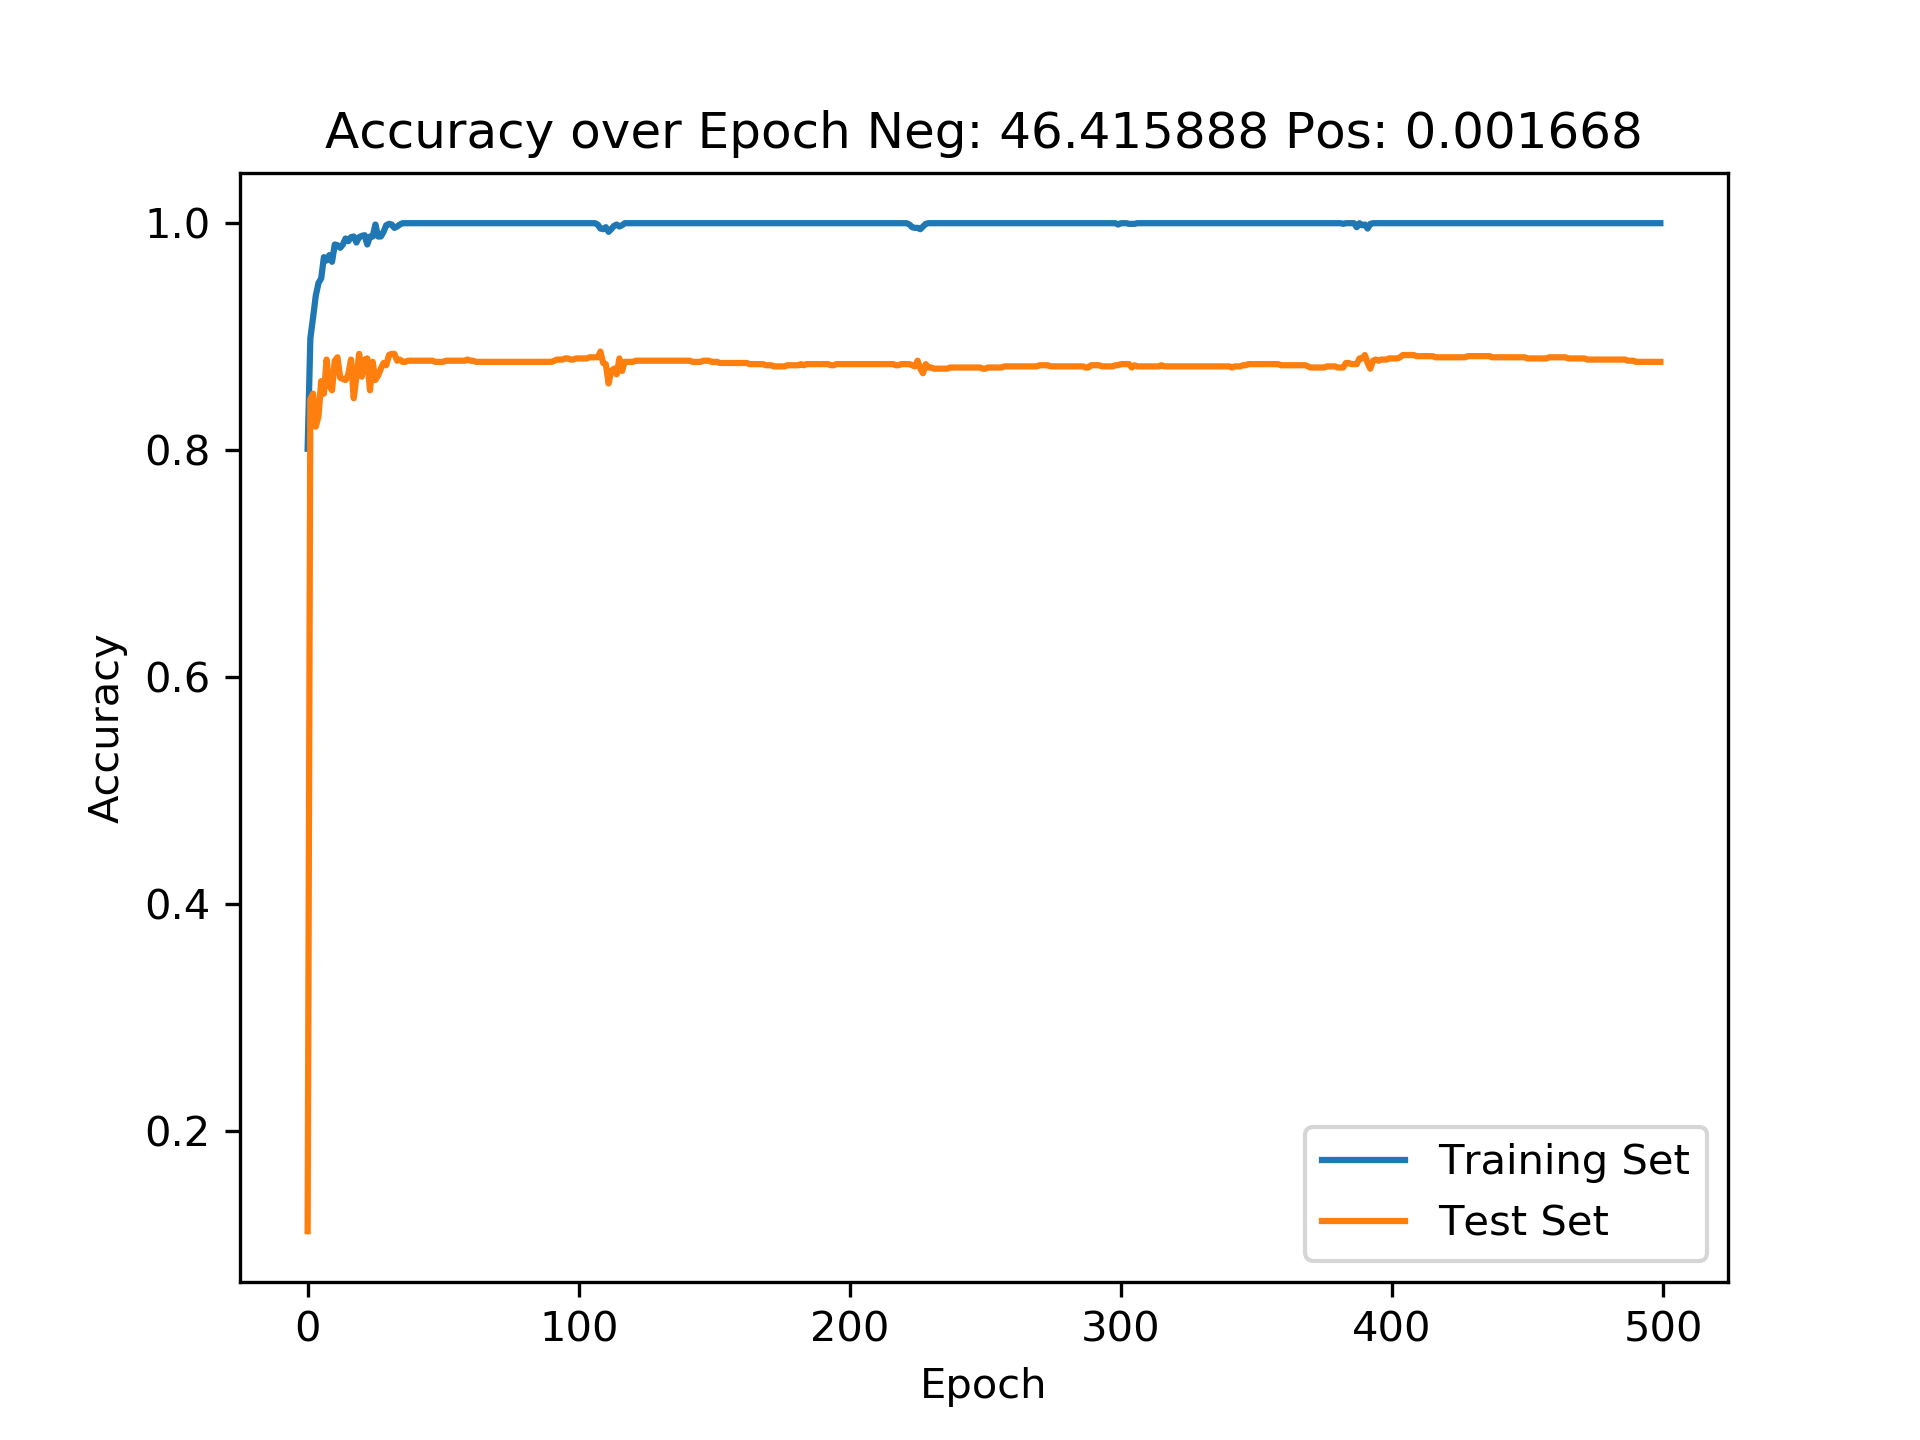 Accuracy over Epoch Neg: 46.415888 Pos: 0.001668
1.0
0.8
0.6
0.4
0.2
Accuracy
0 100 200 300 400 500
Epoch
Training Set
Test Set